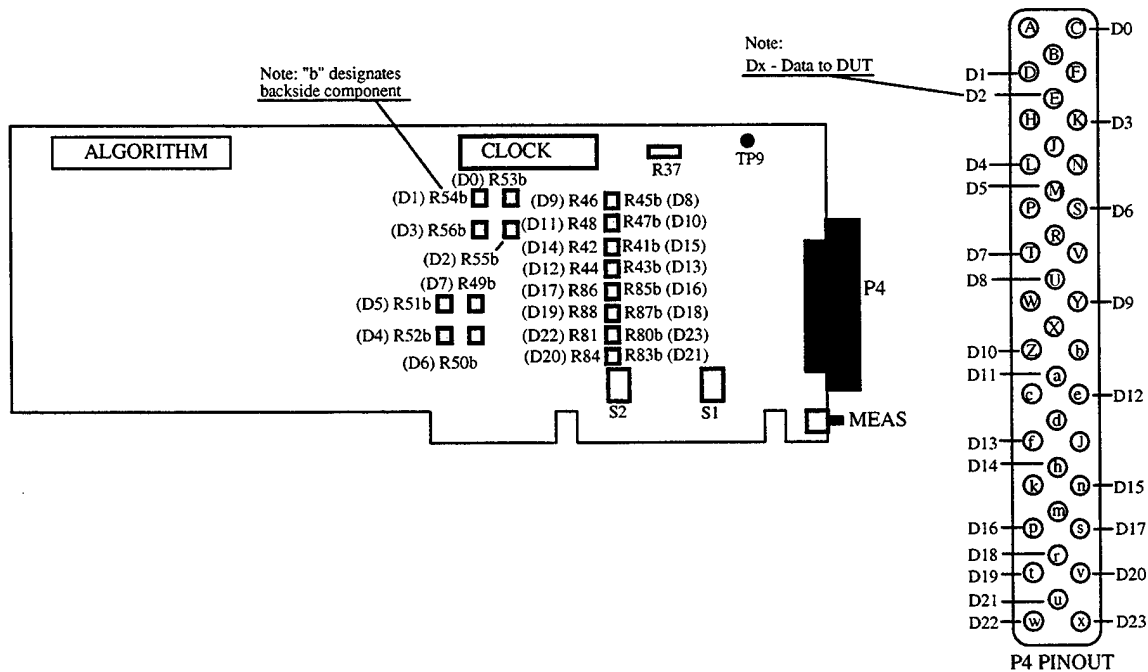 Note: "b" designates
backside component
ALGORITHM
CLOCK
R37
TP9
(D0) R53b
(D1) R54b
(D3) R56b
(D2) R55b
(D7) R49b
(D5) R51b
(D4) R52b
(D6) R50b
(D9) R46 R45b (D8)
(D11) R48 R47b (D10)
(D14) R42 R41b (D15)
(D12) R44 R43b (D13)
(D17) R86 R85b (D16)
(D19) R88 R87b (D18)
(D22) R81 R80b (D23)
(D20) R84 R83b (D21)
S2
S1
P4
MEAS
Note:
Dx - Data to DUT
A C D0
B
D1 D F
D2 E
H K D3
J
D4 L N
D5 M
P S D6
R
D7 T V
D8 U
W Y D9
X
D10 Z b
D11 a
c e D12
d
D13 f J
D14 h
k n D15
m
D16 p s D17
D18 r
D19 t v D20
D21 u
D22 w x D23
P4 PINOUT